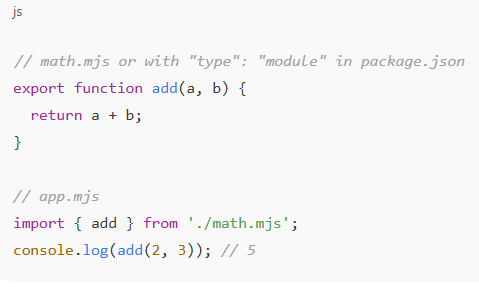 js
// math.mjs or with "type": "module" in package.json
export function add(a, b) {
  return a + b;
}
// app.mjs
import { add } from './math.mjs';
console.log(add(2, 3)); // 5